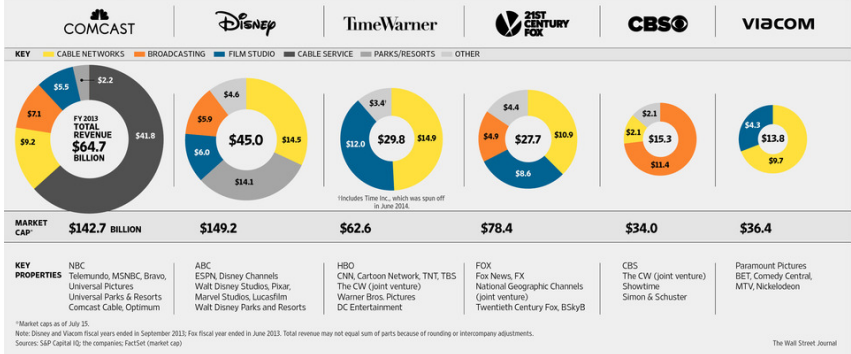 COMCAST
Disney
TimeWarner
21ST
CENTURY
FOX
CBS
VIACOM
KEY
CABLE NETWORKS
BROADCASTING
FILM STUDIO
CABLE SERVICE
PARKS/RESORTS
OTHER
$2.2
$5.5
$7.1
$9.2
$41.8
FY 2013
TOTAL
REVENUE
$64.7
BILLION
$4.6
$5.9
$6.0
$14.1
$14.5
$45.0
$3.4†
$12.0
$14.9
$29.8
†Includes Time Inc., which was spun off
in June 2014.
$4.4
$4.9
$8.6
$10.9
$27.7
$2.1
$2.1
$11.4
$15.3
$4.3
$9.7
$13.8
MARKET
CAP*
$142.7 BILLION
$149.2
$62.6
$78.4
$34.0
$36.4
KEY
PROPERTIES
NBC
Telemundo, MSNBC, Bravo,
Universal Pictures
Universal Parks & Resorts
Comcast Cable, Optimum
ABC
ESPN, Disney Channels
Walt Disney Studios, Pixar,
Marvel Studios, Lucasfilm
Walt Disney Parks and Resorts
HBO
CNN, Cartoon Network, TNT, TBS
The CW (joint venture)
Warner Bros. Pictures
DC Entertainment
FOX
Fox News, FX
National Geographic Channels
(joint venture)
Twentieth Century Fox, BSkyB
CBS
The CW (joint venture)
Showtime
Simon & Schuster
Paramount Pictures
BET, Comedy Central,
MTV, Nickelodeon
*Market caps as of July 15.
Note: Disney and Viacom fiscal years ended in September 2013; Fox fiscal year ended in June 2013. Total revenue may not equal sum of parts because of rounding or intercompany adjustments.
Sources: S&P Capital IQ; the companies; FactSet (market cap)
The Wall Street Journal